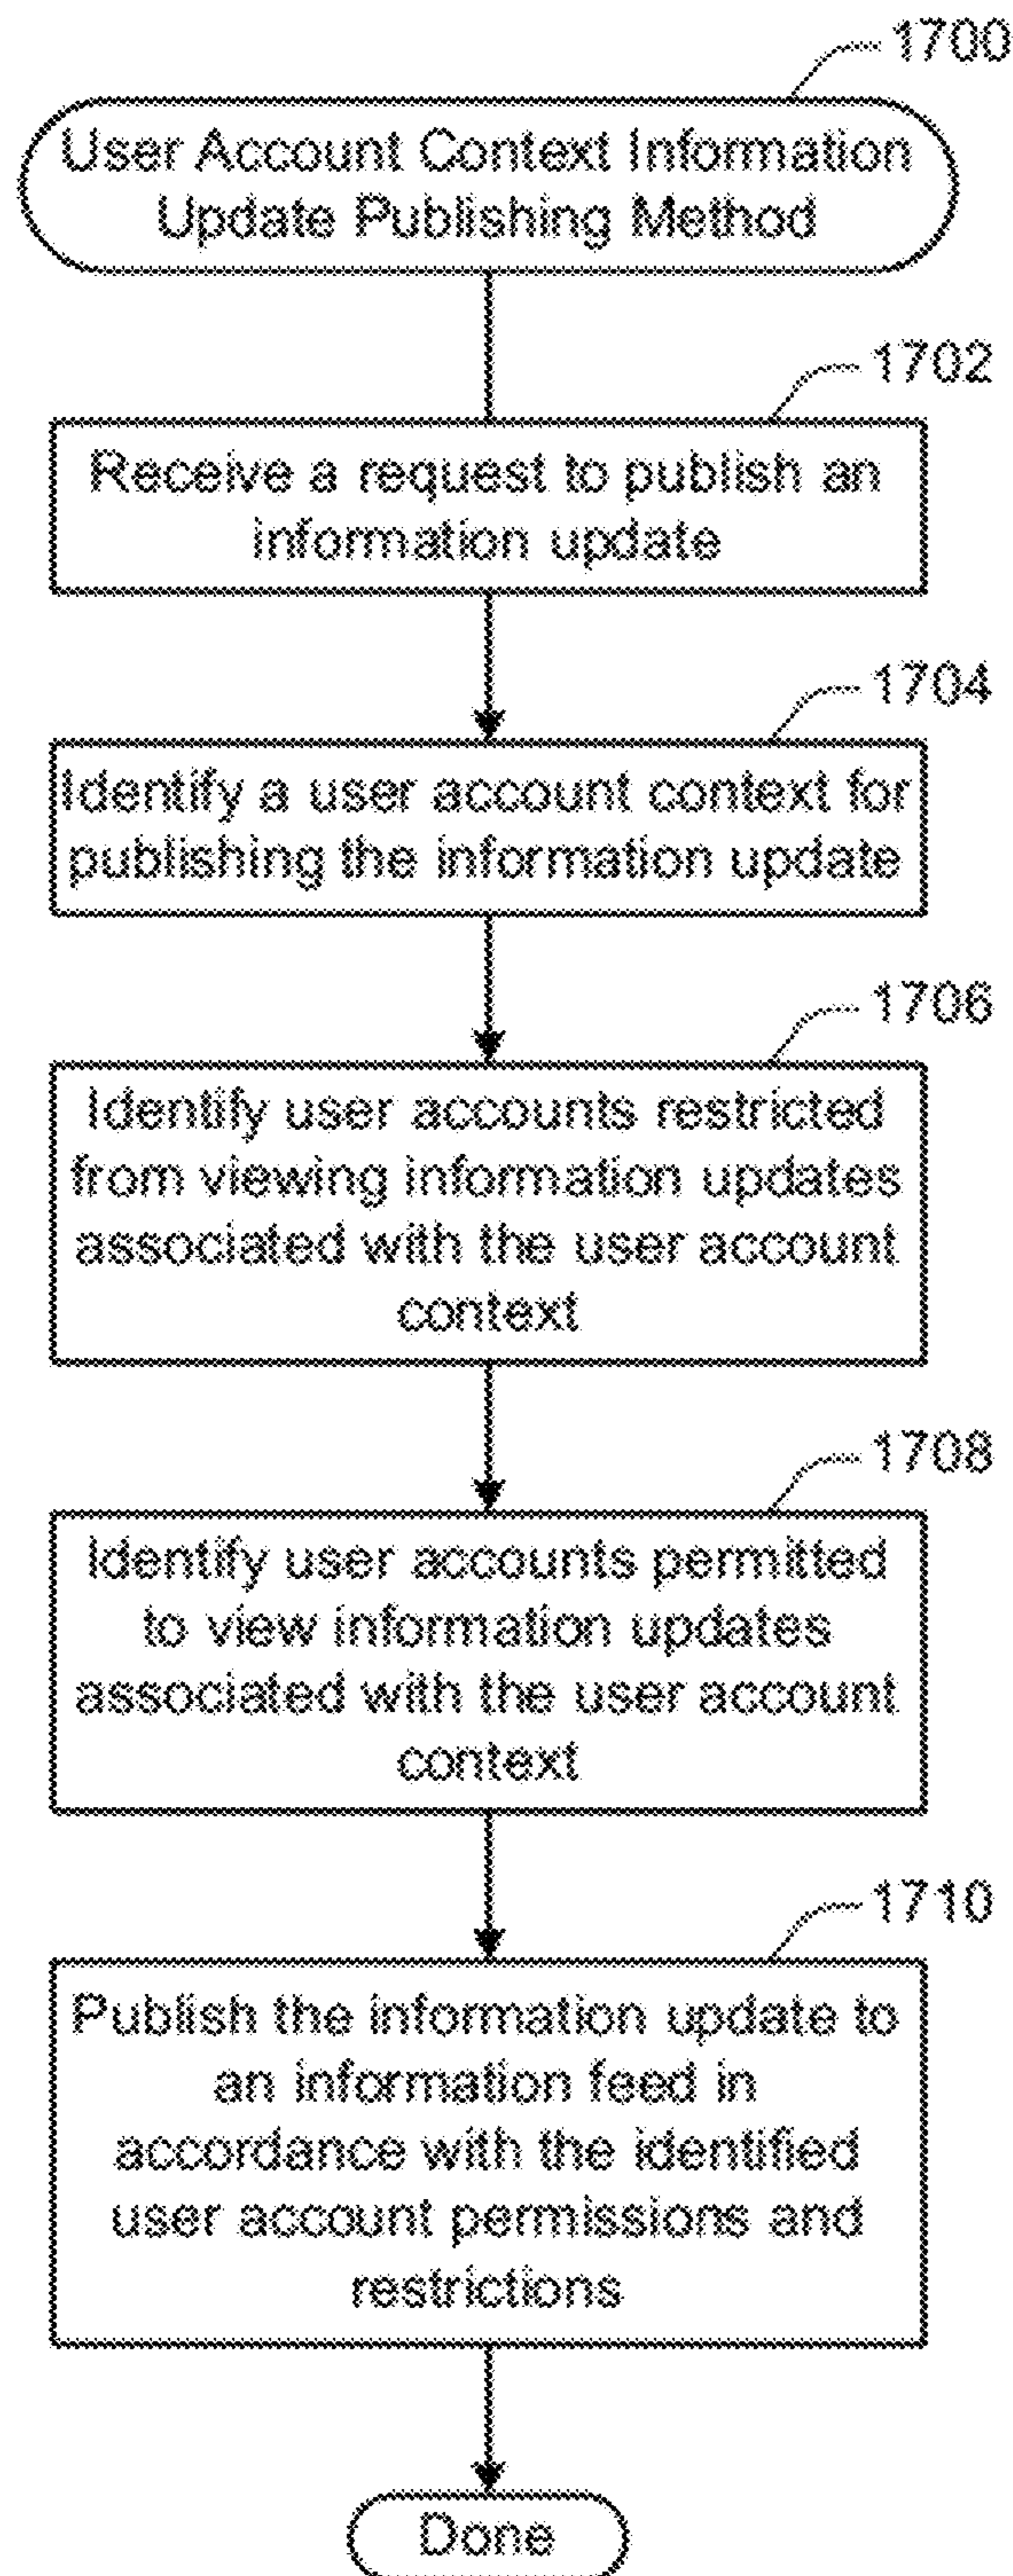 1700
User Account Context Information
Update Publishing Method
1702
Receive a request to publish an
information update
1704
Identify a user account context for
publishing the information update
1706
Identify user accounts restricted
from viewing information updates
associated with the user account
context
1708
Identify user accounts permitted
to view information updates
associated with the user account
context
1710
Publish the information update to
an information feed in
accordance with the identified
user account permissions and
restrictions
Done